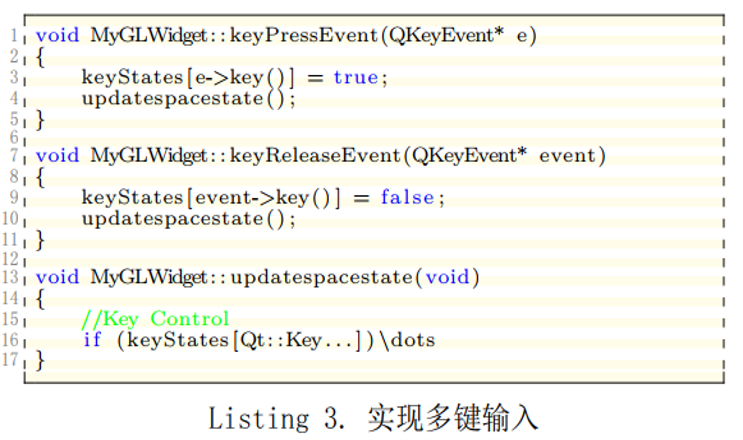 1 void MyGLWidget::keyPressEvent(QKeyEvent* e)
2 {
3     keyStates[e->key()] = true;
4     updatespacestate();
5 }
6
7 void MyGLWidget::keyReleaseEvent(QKeyEvent* event)
8 {
9     keyStates[event->key()] = false;
10     updatespacestate();
11 }
12
13 void MyGLWidget::updatespacestate(void)
14 {
15     //Key Control
16     if (keyStates[Qt::Key...])\dots
17 }
Listing 3. 实现多键输入